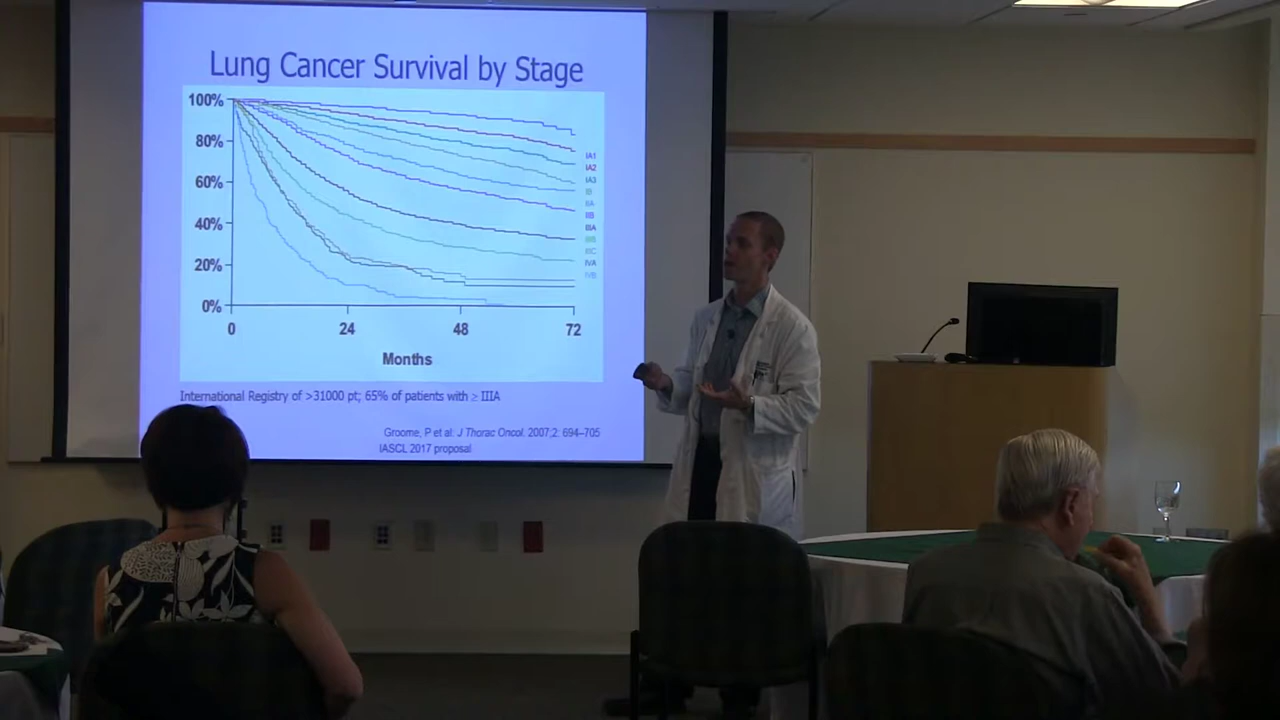 Lung Cancer Survival by Stage
100%
80%
60%
40%
20%
0%
0 24 48 72
Months
IA1
IA2
IA3
IB
IIA
IIB
IIIA
IIIB
IIIC
IVA
IVB
International Registry of >31000 pt; 65% of patients with ≥ IIIA
Groome, P et al. J Thorac Oncol. 2007;2: 694–705
IASCL 2017 proposal